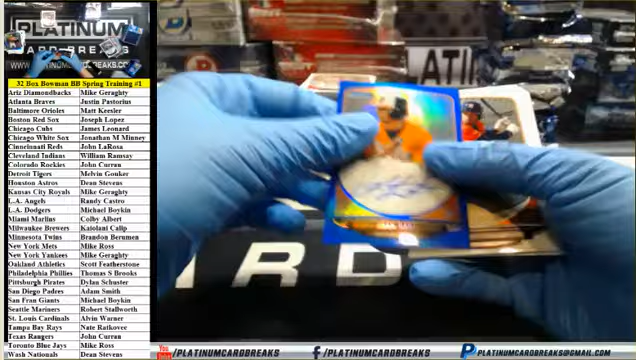 PLATINUM
CARD BREAKS
32 Box Bowman BB Spring Training #1
Ariz Diamondbacks Mike Geraghty
Atlanta Braves Justin Pastorius
Baltimore Orioles Matt Keesler
Boston Red Sox Joseph Lopez
Chicago Cubs James Leonard
Chicago White Sox Jonathan M Minney
Cincinnati Reds John LaRosa
Cleveland Indians William Ramsay
Colorado Rockies John Curran
Detroit Tigers Melvin Gouker
Houston Astros Dean Stevens
Kansas City Royals Mike Geraghty
L.A. Angels Randy Castro
L.A. Dodgers Michael Boykin
Miami Marlins Colby Albert
Milwaukee Brewers Kaiolani Calip
Minnesota Twins Brandon Berumen
New York Mets Mike Ross
New York Yankees Mike Geraghty
Oakland Athletics Scott Featherstone
Philadelphia Phillies Thomas S Brooks
Pittsburgh Pirates Dylan Schuster
San Diego Padres Adam Smith
San Fran Giants Michael Boykin
Seattle Mariners Robert Stallworth
St. Louis Cardinals Alvin Warner
Tampa Bay Rays Nate Ratkovec
Texas Rangers John Curran
Toronto Blue Jays Mike Ross
Wash Nationals Dean Stevens
PLATIN
IRD
You Tube /PLATINUMCARDBREAKS f/PLATINUMCARDBREAKS PLATINUMCARDBREAKS@GMAIL.COM